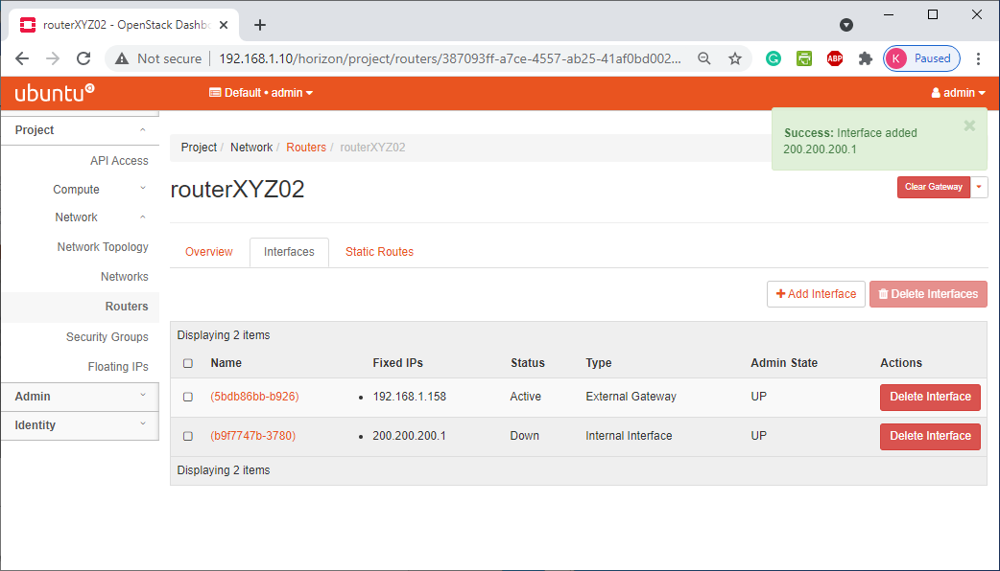 routerXYZ02 - OpenStack Dashb
Not secure 192.168.1.10/horizon/project/routers/387093ff-a7ce-4557-ab25-41af0bd002... ABP K Paused
ubuntu Default • admin admin
Project
API Access
Compute
Network
Network Topology
Networks
Routers
Security Groups
Floating IPs
Admin
Identity
Project / Network / Routers / routerXYZ02
Success: Interface added
200.200.200.1
routerXYZ02
Clear Gateway
Overview Interfaces Static Routes
Add Interface Delete Interfaces
Displaying 2 items
Name Fixed IPs Status Type Admin State Actions
(5bdb86bb-b926) • 192.168.1.158 Active External Gateway UP Delete Interface
(b9f7747b-3780) • 200.200.200.1 Down Internal Interface UP Delete Interface
Displaying 2 items